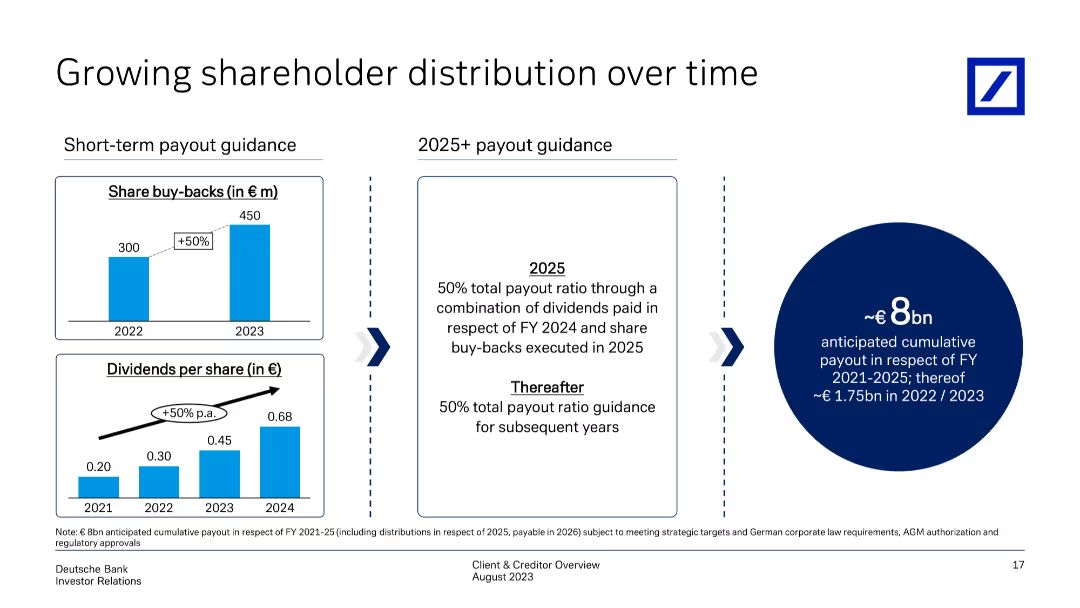 Growing shareholder distribution over time
Short-term payout guidance
Share buy-backs (in € m)
300
+50%
450
2022
2023
Dividends per share (in €)
+50% p.a.
0.20
0.30
0.45
0.68
2021
2022
2023
2024
2025+ payout guidance
2025
50% total payout ratio through a
combination of dividends paid in
respect of FY 2024 and share
buy-backs executed in 2025
Thereafter
50% total payout ratio guidance
for subsequent years
~€ 8bn
anticipated cumulative
payout in respect of FY
2021-2025; thereof
~€ 1.75bn in 2022 / 2023
Note: € 8bn anticipated cumulative payout in respect of FY 2021-25 (including distributions in respect of 2025, payable in 2026) subject to meeting strategic targets and German corporate law requirements, AGM authorization and
regulatory approvals
Deutsche Bank
Investor Relations
Client & Creditor Overview
August 2023
17